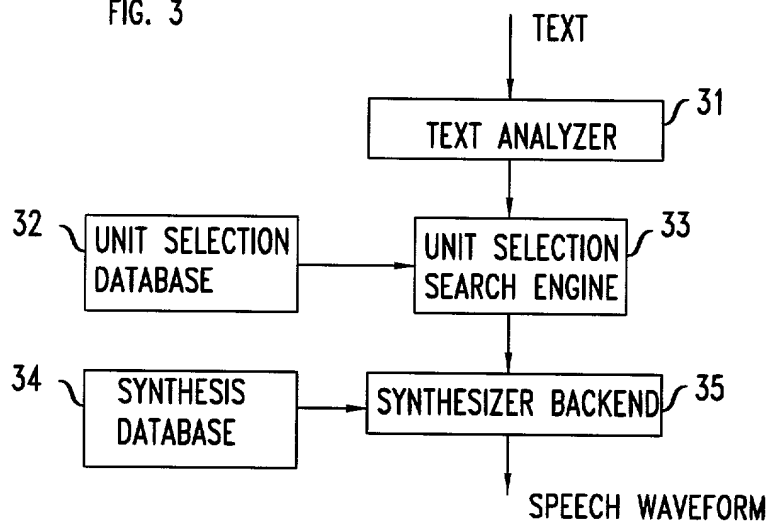 FIG. 3
TEXT
31
TEXT ANALYZER
32
UNIT SELECTION
DATABASE
33
UNIT SELECTION
SEARCH ENGINE
34
SYNTHESIS
DATABASE
SYNTHESIZER BACKEND
35
SPEECH WAVEFORM